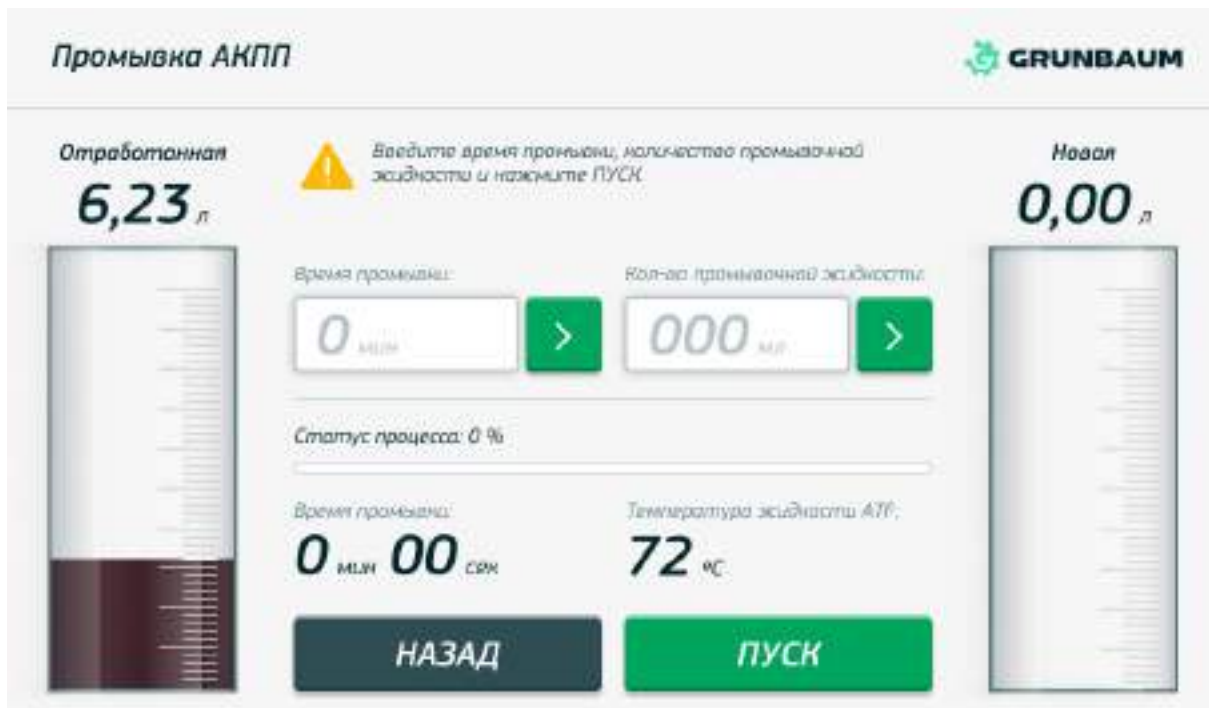 Промывка АКПП
GRUNBAUM
Отработанная
6,23 л
Введите время промывки, количество промывочной
жидкости и нажмите ПУСК
Новая
0,00 л
Время промывки:
Кол-во промывочной жидкости:
0 мин
>
000 мл
>
Статус процесса: 0 %
Время промывки:
Температура жидкости ATF:
0 мин 00 сек
72 °C
НАЗАД
ПУСК